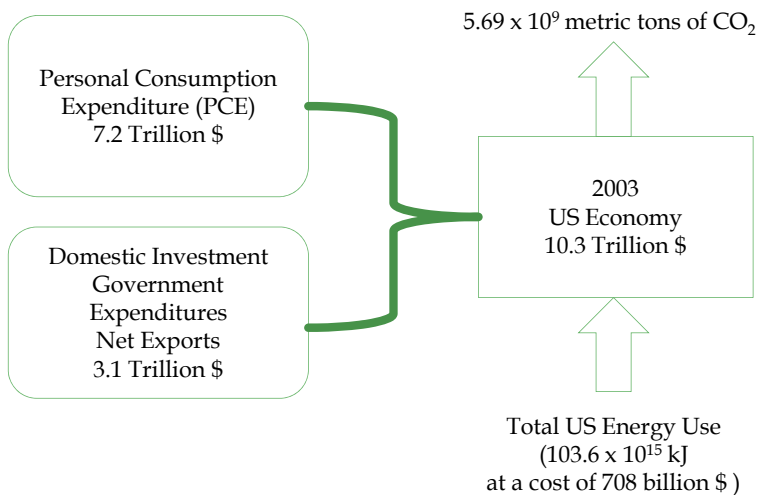 5.69 x 10⁹ metric tons of CO₂
Personal Consumption
Expenditure (PCE)
7.2 Trillion $
2003
US Economy
10.3 Trillion $
Domestic Investment
Government
Expenditures
Net Exports
3.1 Trillion $
Total US Energy Use
(103.6 x 10¹⁵ kJ
at a cost of 708 billion $ )